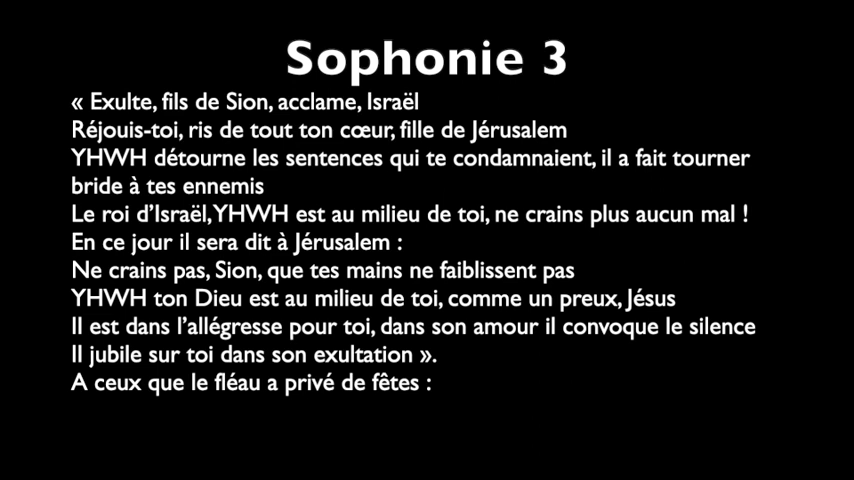 Sophonie 3
« Exulte, fils de Sion, acclame, Israël
Réjouis-toi, ris de tout ton cœur, fille de Jérusalem
YHWH détourne les sentences qui te condamnaient, il a fait tourner
bride à tes ennemis
Le roi d’Israël, YHWH est au milieu de toi, ne crains plus aucun mal !
En ce jour il sera dit à Jérusalem :
Ne crains pas, Sion, que tes mains ne faiblissent pas
YHWH ton Dieu est au milieu de toi, comme un preux, Jésus
Il est dans l’allégresse pour toi, dans son amour il convoque le silence
Il jubile sur toi dans son exultation ».
A ceux que le fléau a privé de fêtes :